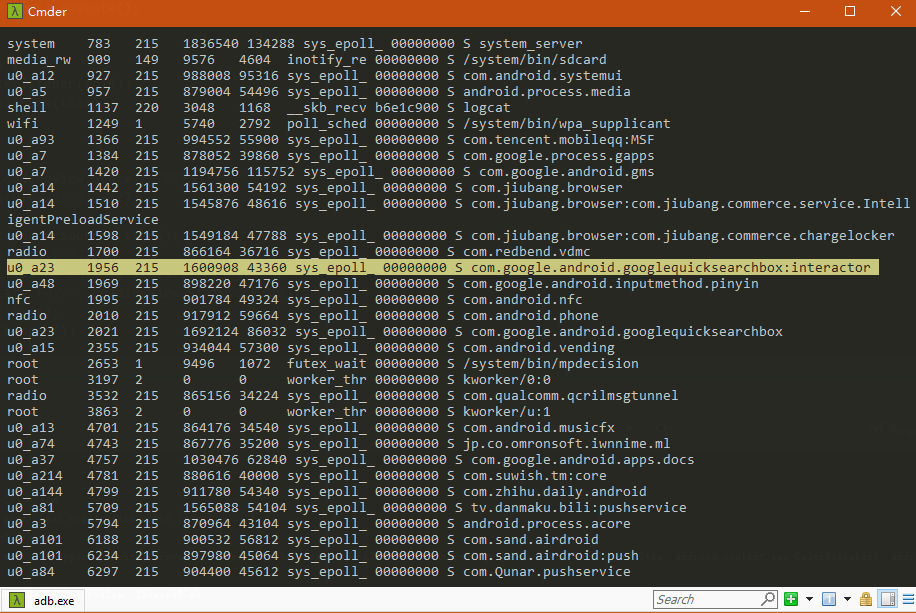 Cmder
system    783   215   1836540 134288 sys_epoll_ 00000000 S system_server
media_rw  909   149   9576   4604  inotify_re 00000000 S /system/bin/sdcard
u0_a12    927   215   988008 95316 sys_epoll_ 00000000 S com.android.systemui
u0_a5     957   215   879004 54496 sys_epoll_ 00000000 S android.process.media
shell     1137  220   3048   1168  __skb_recv b6e1c900 S logcat
wifi      1249  1     5740   2792  poll_sched 00000000 S /system/bin/wpa_supplicant
u0_a93    1366  215   994552 55900 sys_epoll_ 00000000 S com.tencent.mobileqq:MSF
u0_a7     1384  215   878052 39860 sys_epoll_ 00000000 S com.google.process.gapps
u0_a7     1420  215   1194756 115752 sys_epoll_ 00000000 S com.google.android.gms
u0_a14    1442  215   1561300 54192 sys_epoll_ 00000000 S com.jiubang.browser
u0_a14    1510  215   1545876 48616 sys_epoll_ 00000000 S com.jiubang.browser:com.jiubang.commerce.service.Intell
igentPreloadService
u0_a14    1598  215   1549184 47788 sys_epoll_ 00000000 S com.jiubang.browser:com.jiubang.commerce.chargelocker
radio     1700  215   866164 36716 sys_epoll_ 00000000 S com.redbend.vdmc
u0_a23    1956  215   1600908 43360 sys_epoll_ 00000000 S com.google.android.googlequicksearchbox:interactor
u0_a48    1969  215   898220 47176 sys_epoll_ 00000000 S com.google.android.inputmethod.pinyin
nfc       1995  215   901784 49324 sys_epoll_ 00000000 S com.android.nfc
radio     2010  215   917912 59664 sys_epoll_ 00000000 S com.android.phone
u0_a23    2021  215   1692124 86032 sys_epoll_ 00000000 S com.google.android.googlequicksearchbox
u0_a15    2355  215   934044 57300 sys_epoll_ 00000000 S com.android.vending
root      2653  1     9496   1072  futex_wait 00000000 S /system/bin/mpdecision
root      3197  2     0      0     worker_thr 00000000 S kworker/0:0
radio     3532  215   865156 34224 sys_epoll_ 00000000 S com.qualcomm.qcrilmsgtunnel
root      3863  2     0      0     worker_thr 00000000 S kworker/u:1
u0_a13    4701  215   864176 34540 sys_epoll_ 00000000 S com.android.musicfx
u0_a74    4743  215   867776 35200 sys_epoll_ 00000000 S jp.co.omronsoft.iwnnime.ml
u0_a37    4757  215   1030476 62840 sys_epoll_ 00000000 S com.google.android.apps.docs
u0_a214   4781  215   880616 40000 sys_epoll_ 00000000 S com.suwish.tm:core
u0_a144   4799  215   911780 54340 sys_epoll_ 00000000 S com.zhihu.daily.android
u0_a81    5709  215   1565088 54104 sys_epoll_ 00000000 S tv.danmaku.bili:pushservice
u0_a3     5794  215   870964 43104 sys_epoll_ 00000000 S android.process.acore
u0_a101   6188  215   900532 56812 sys_epoll_ 00000000 S com.sand.airdroid
u0_a101   6234  215   897980 45064 sys_epoll_ 00000000 S com.sand.airdroid:push
u0_a84    6297  215   904400 45612 sys_epoll_ 00000000 S com.Qunar.pushservice
adb.exe Search